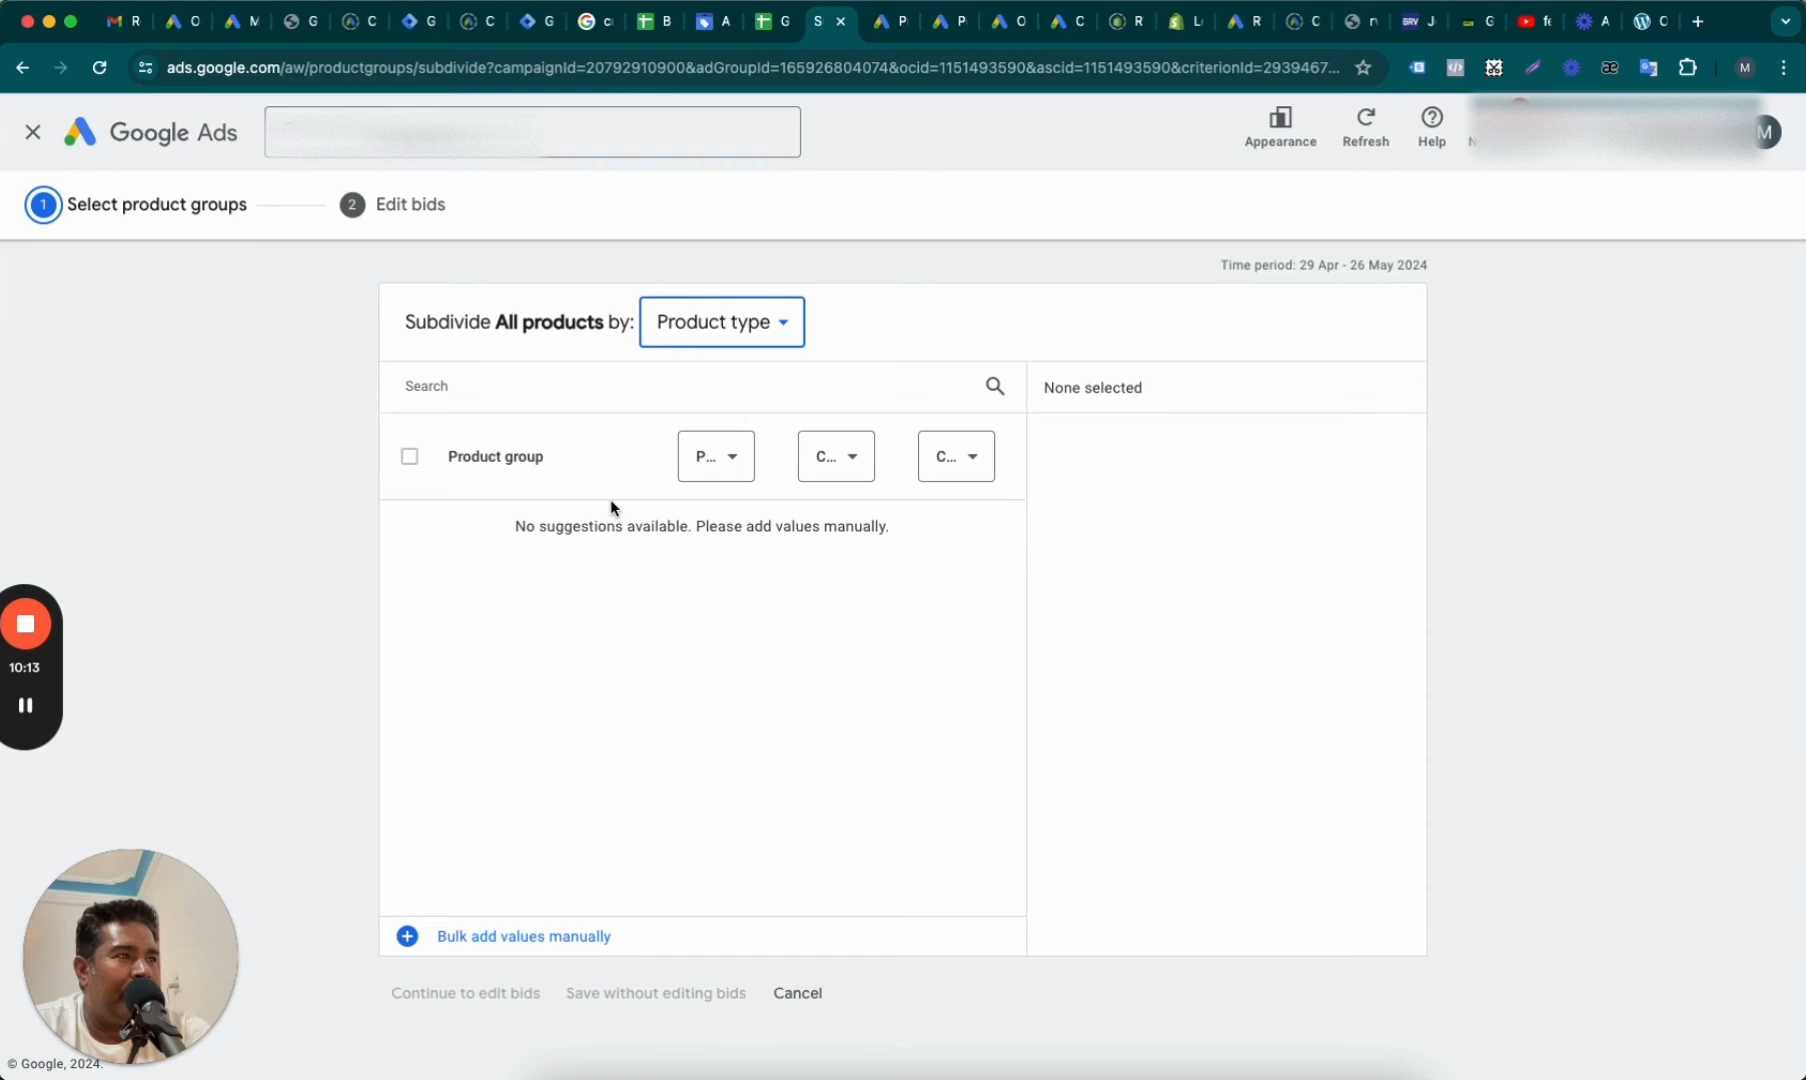 R O M G C G C G c B A G S P P O C R L R C n BRV J G fe A C
ads.google.com/aw/productgroups/subdivide?campaignId=20792910900&adGroupId=165926804074&ocid=1151493590&ascid=1151493590&criterionId=2939467... M
Google Ads
Appearance Refresh Help N M
1 Select product groups 2 Edit bids
Time period: 29 Apr - 26 May 2024
Subdivide All products by: Product type
Search
None selected
Product group P... C... C...
No suggestions available. Please add values manually.
10:13
Bulk add values manually
Continue to edit bids Save without editing bids Cancel
© Google, 2024.